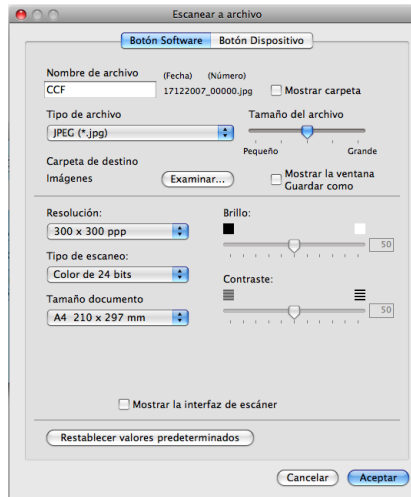 Escanear a archivo
Botón Software Botón Dispositivo
Nombre de archivo (Fecha) (Número)
CCF 17122007_00000.jpg Mostrar carpeta
Tipo de archivo Tamaño del archivo
JPEG (*.jpg)
Pequeño Grande
Carpeta de destino
Imágenes Examinar... Mostrar la ventana
Guardar como
Resolución: Brillo:
300 x 300 ppp
50
Tipo de escaneo:
Color de 24 bits
Contraste:
Tamaño documento
50
A4 210 x 297 mm
Mostrar la interfaz de escáner
Restablecer valores predeterminados
Cancelar Aceptar